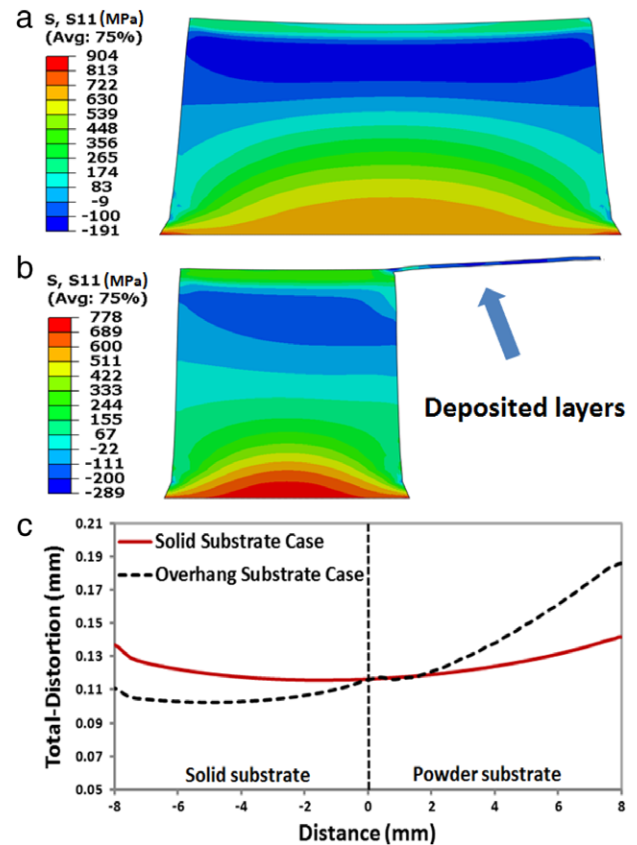 a
S, S11 (MPa)
(Avg: 75%)
904
813
722
630
539
448
356
265
174
83
-9
-100
-191
b
S, S11 (MPa)
(Avg: 75%)
778
689
600
511
422
333
244
155
67
-22
-111
-200
-289
Deposited layers
c
Total-Distortion (mm)
0.21
0.19
0.17
0.15
0.13
0.11
0.09
0.07
0.05
Solid Substrate Case
Overhang Substrate Case
Solid substrate
Powder substrate
-8 -6 -4 -2 0 2 4 6 8
Distance (mm)